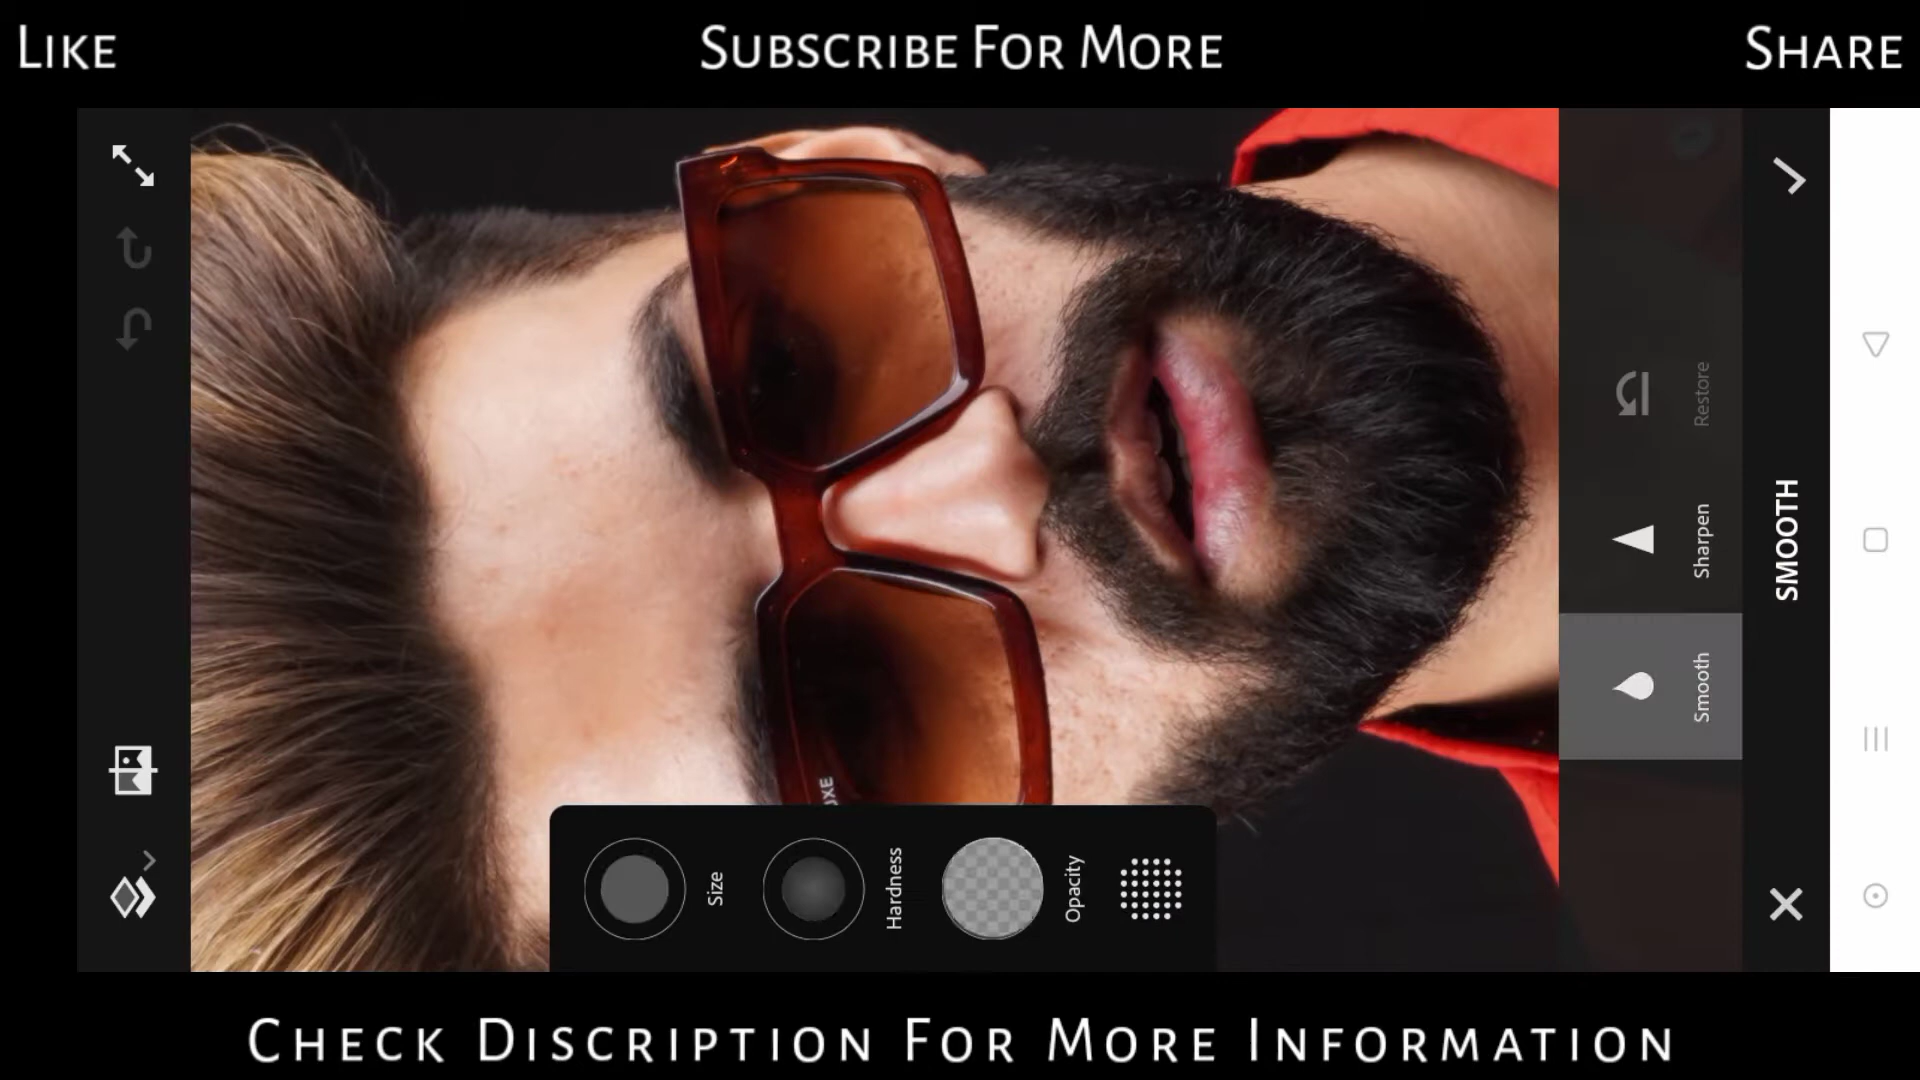 LIKE
SUBSCRIBE FOR MORE
SHARE
Restore
Sharpen
Smooth
SMOOTH
Size
Hardness
Opacity
CHECK DISCRIPTION FOR MORE INFORMATION